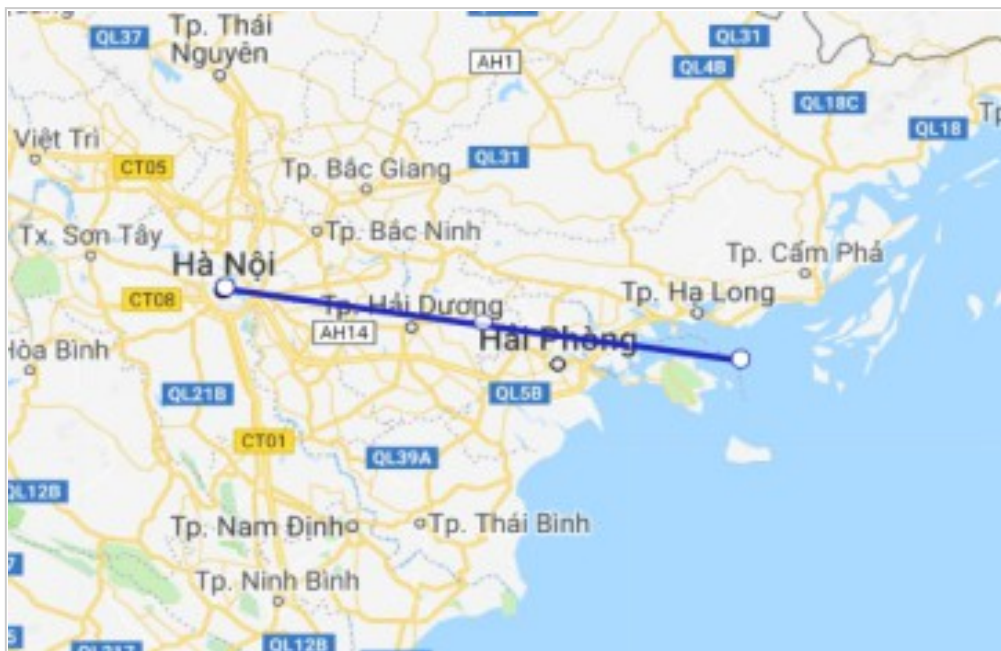 QL37
Tp. Thái
Nguyên
AH1
QL31
QL4B
QL18C
QL18
Việt Trì
CT05
QL31
Tp. Bắc Giang
Tx. Sơn Tây
Tp. Bắc Ninh
Hà Nội
Tp. Cẩm Phả
CT08
Tp. Hải Dương
Tp. Hạ Long
AH14
Hải Phòng
Hòa Bình
QL21B
QL5B
CT01
QL39A
QL12B
Tp. Nam Định
Tp. Thái Bình
Tp. Ninh Bình
QL12B